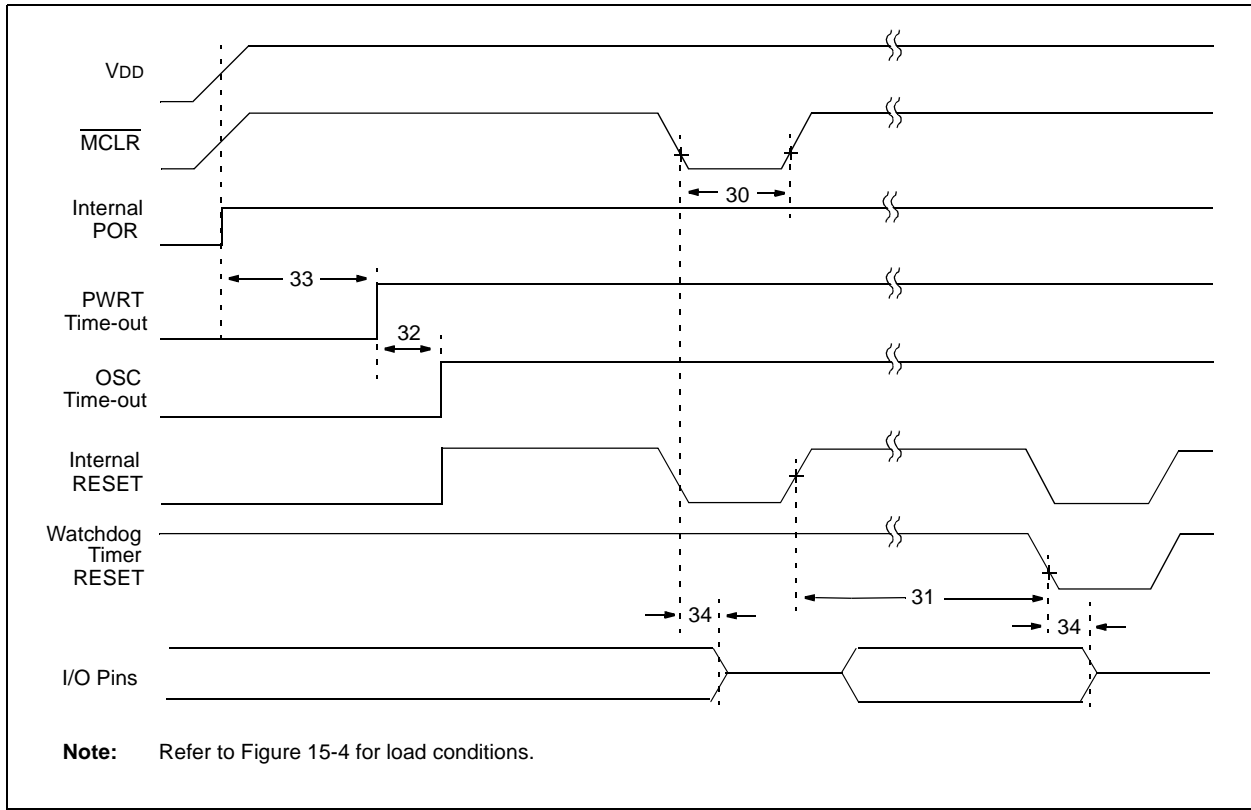 VDD
MCLR
30
Internal
POR
33
PWRT
Time-out
32
OSC
Time-out
Internal
RESET
Watchdog
Timer
RESET
31
34
34
I/O Pins
Note: Refer to Figure 15-4 for load conditions.